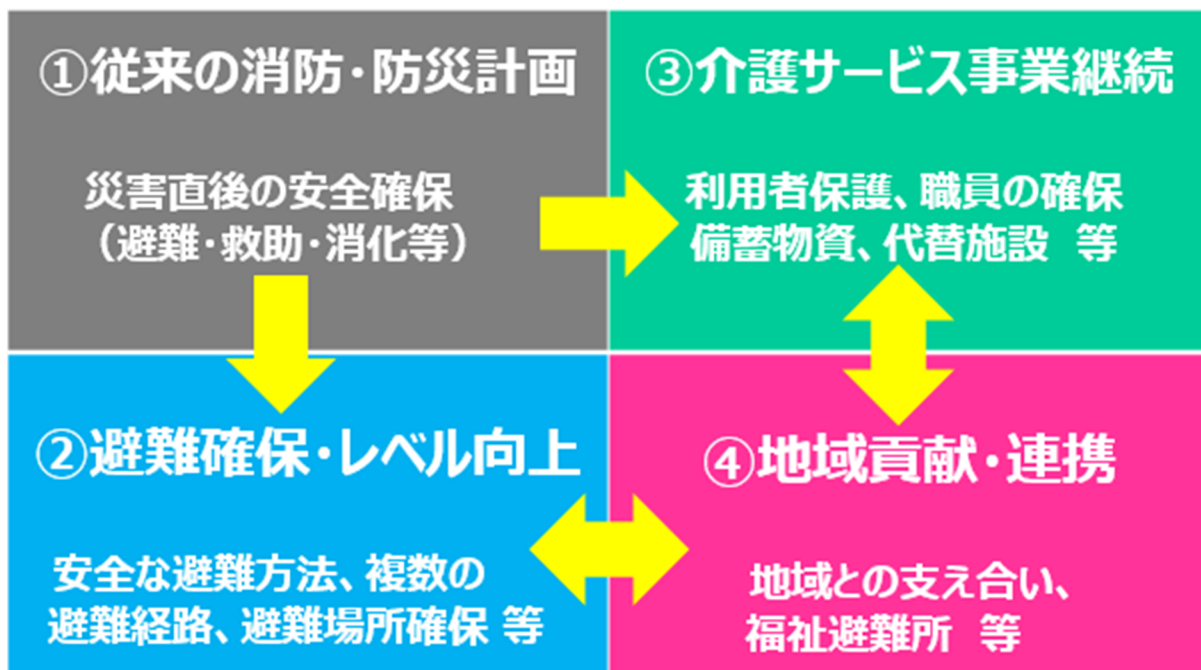 ①従来の消防・防災計画
災害直後の安全確保
（避難・救助・消化等）
③介護サービス事業継続
利用者保護、職員の確保
備蓄物資、代替施設 等
②避難確保・レベル向上
安全な避難方法、複数の
避難経路、避難場所確保 等
④地域貢献・連携
地域との支え合い、
福祉避難所 等